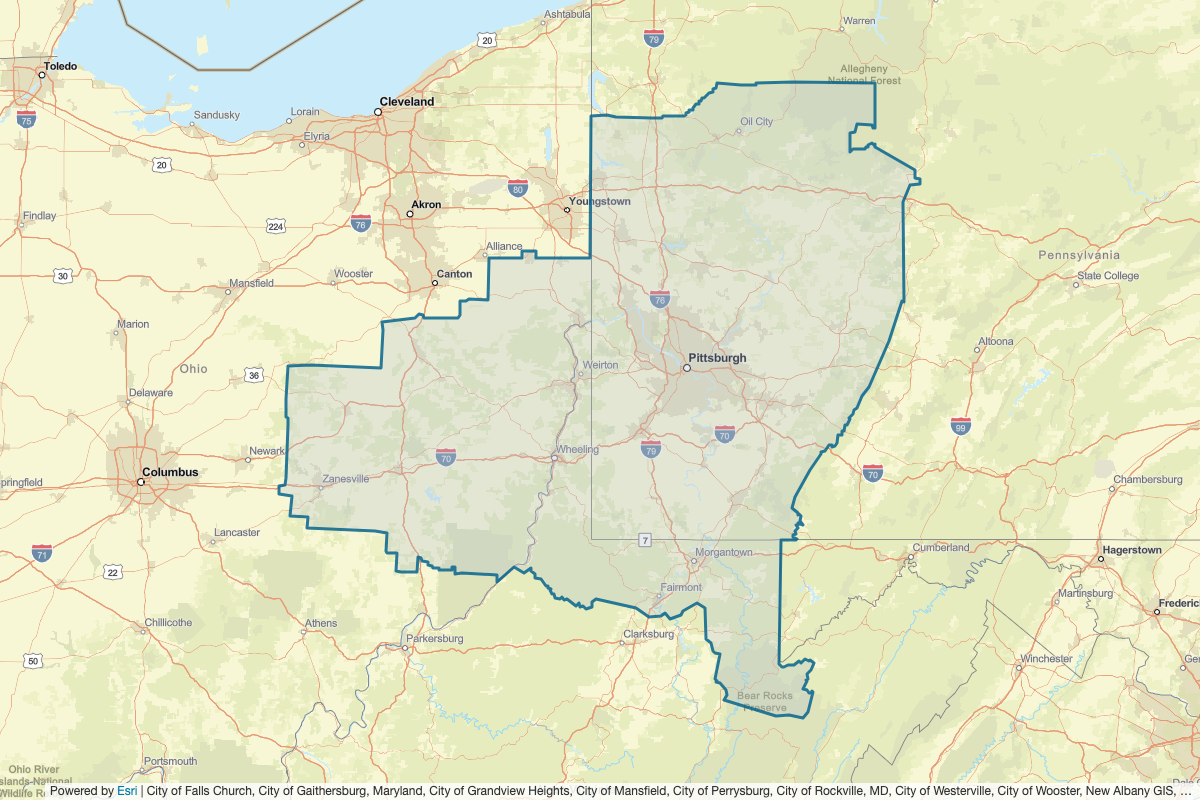 Ashtabula
Warren
20
79
Toledo
Allegheny
National Forest
Cleveland
Sandusky
Lorain
75
Oil City
Elyria
20
80
Akron
Youngstown
Findlay
224
76
Alliance
Pennsylvania
30
Wooster
Canton
State College
Mansfield
76
Marion
Altoona
Pittsburgh
Ohio
36
Weirton
Delaware
99
70
79
Newark
70
Wheeling
Columbus
70
Zanesville
Chambersburg
pringfield
Lancaster
7
71
Morgantown
Cumberland
Hagerstown
22
Fairmont
Martinsburg
Frederic
Chillicothe
Athens
Parkersburg
Clarksburg
50
Winchester
Ger
Bear Rocks
Preserve
Portsmouth
Ohio River
slands-National
Wildlife R
Dale C
Powered by Esri | City of Falls Church, City of Gaithersburg, Maryland, City of Grandview Heights, City of Mansfield, City of Perrysburg, City of Rockville, MD, City of Westerville, City of Wooster, New Albany GIS, ...